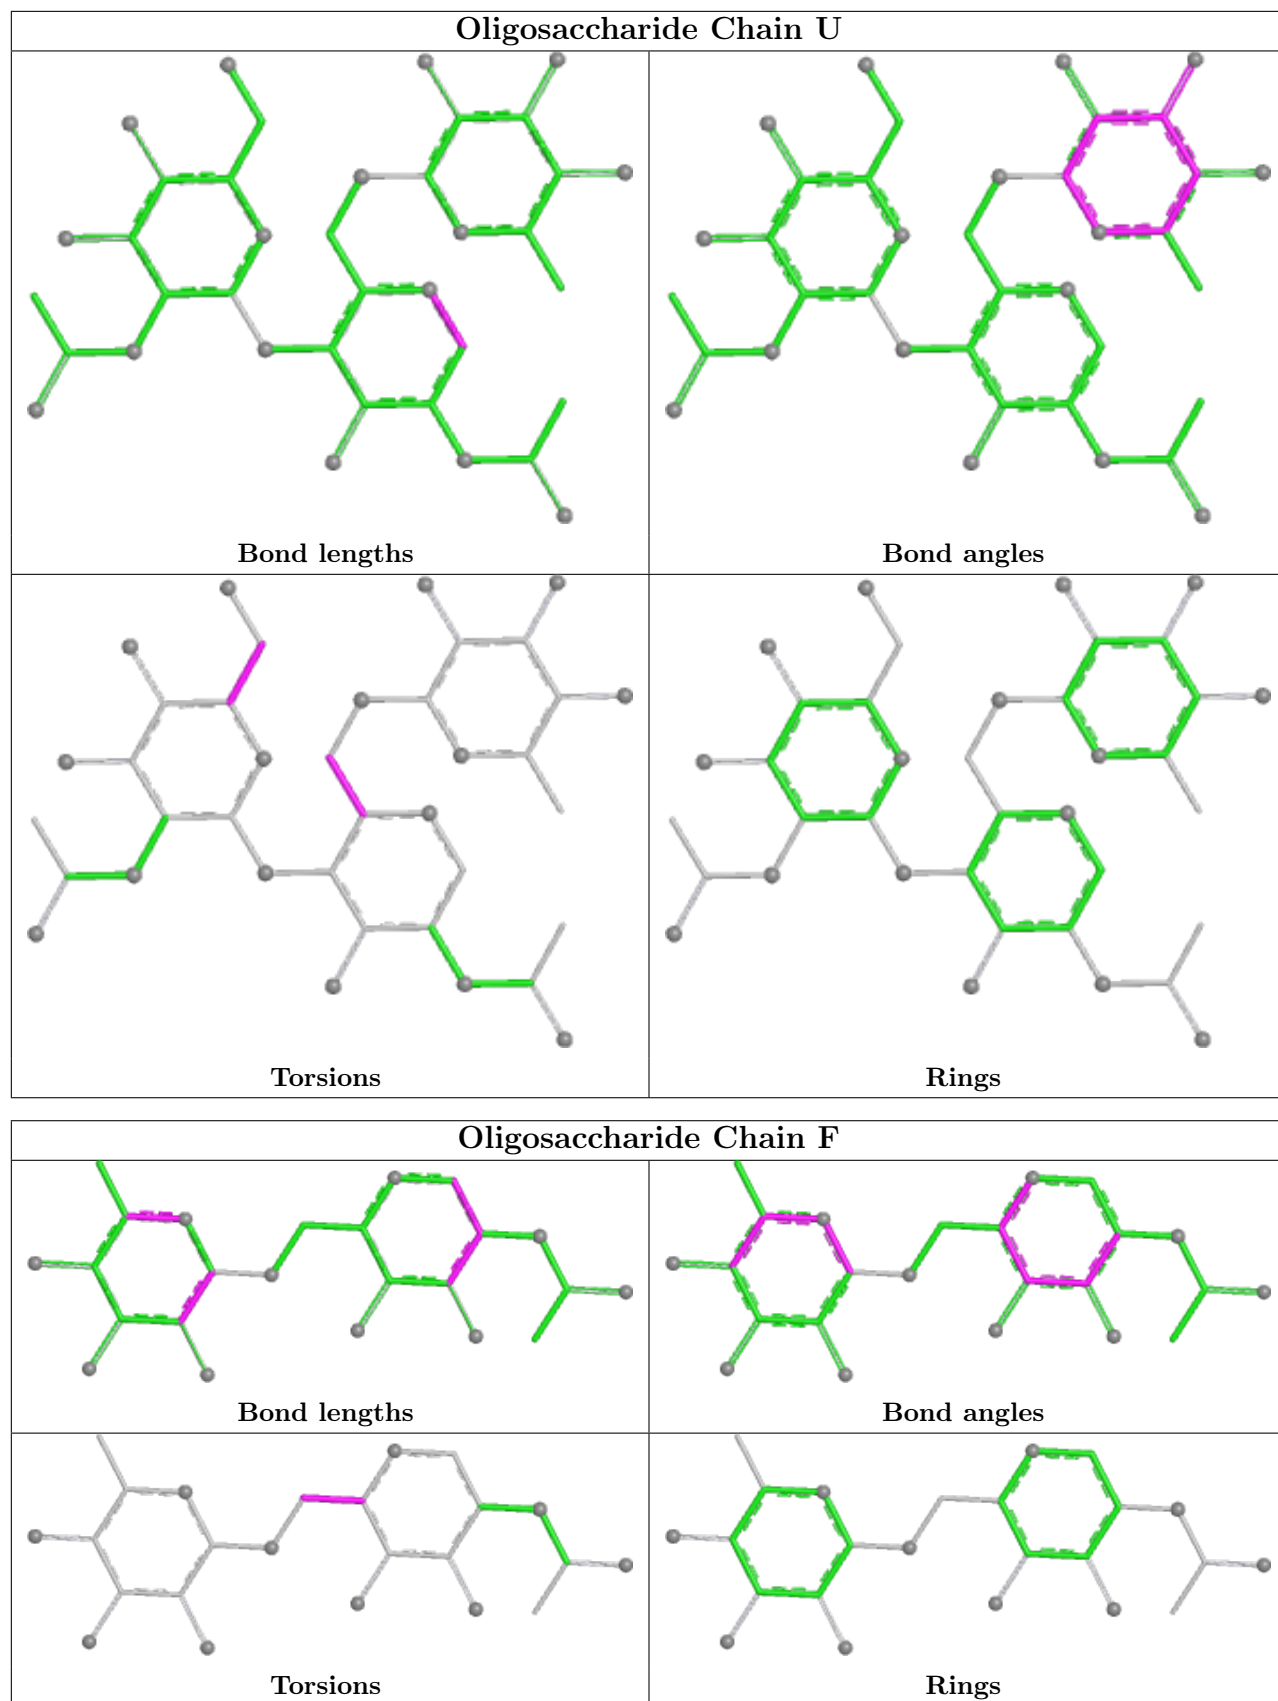 Oligosaccharide Chain U
Bond lengths
Bond angles
Torsions
Rings
Oligosaccharide Chain F
Bond lengths
Bond angles
Torsions
Rings